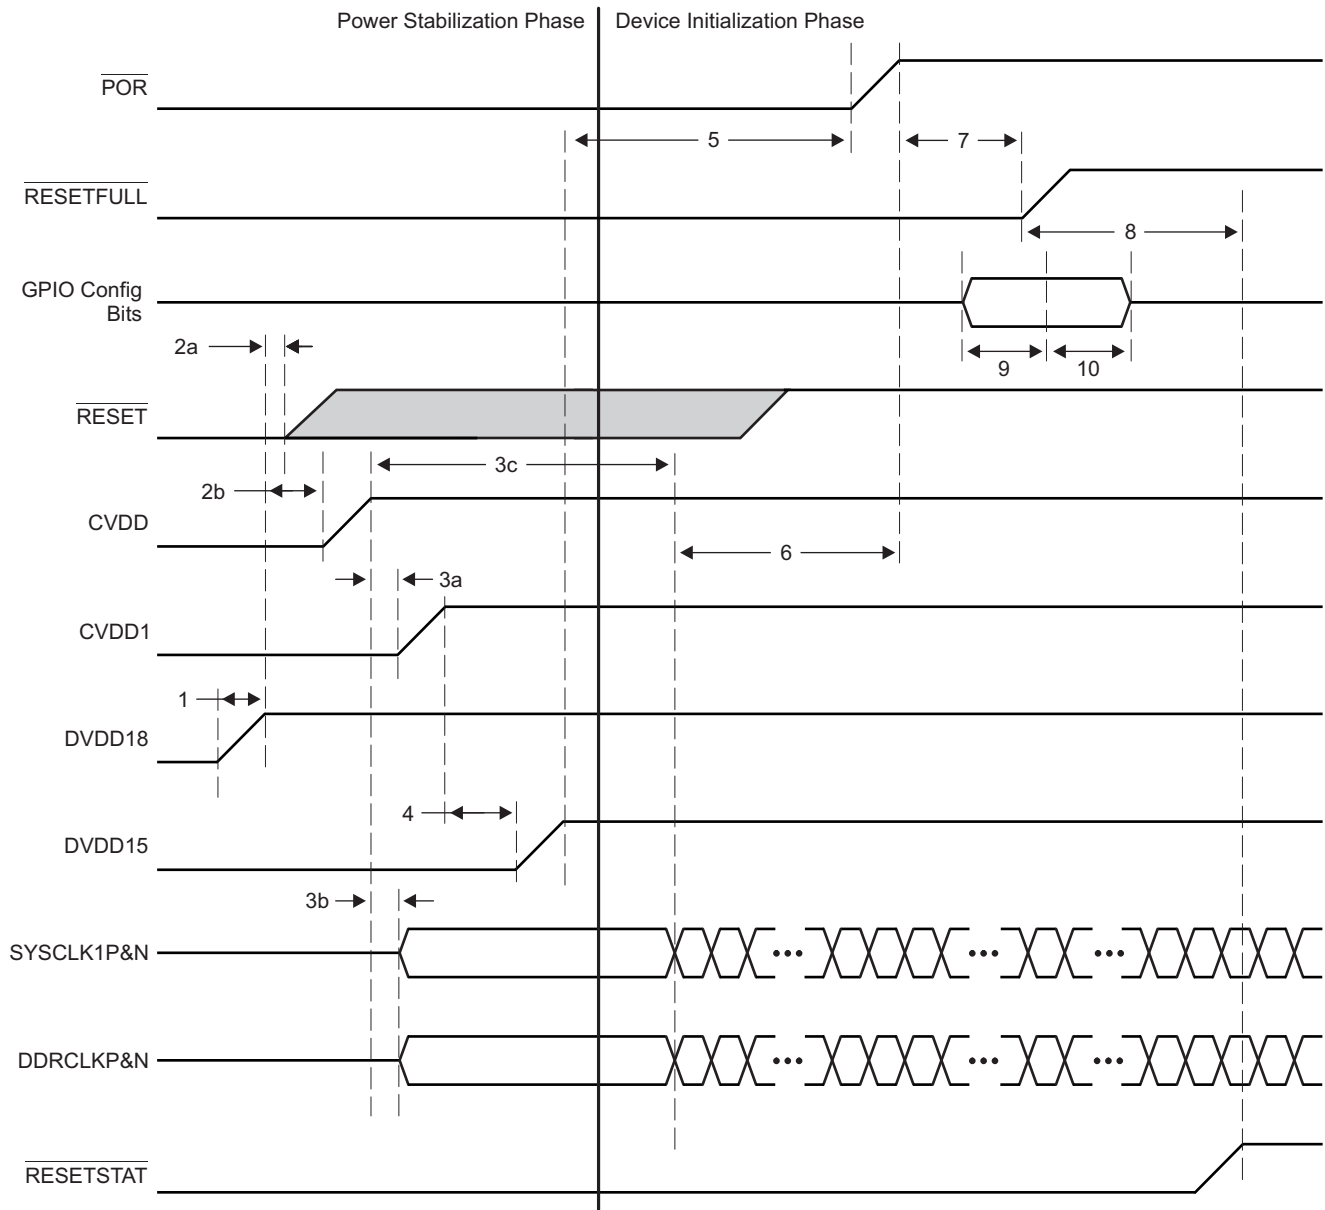 Power Stabilization Phase
Device Initialization Phase
POR
5
7
RESETFULL
8
GPIO Config
Bits
2a
9
10
RESET
3c
2b
CVDD
6
3a
CVDD1
1
DVDD18
4
DVDD15
3b
SYSCLK1P&N
DDRCLKP&N
RESETSTAT